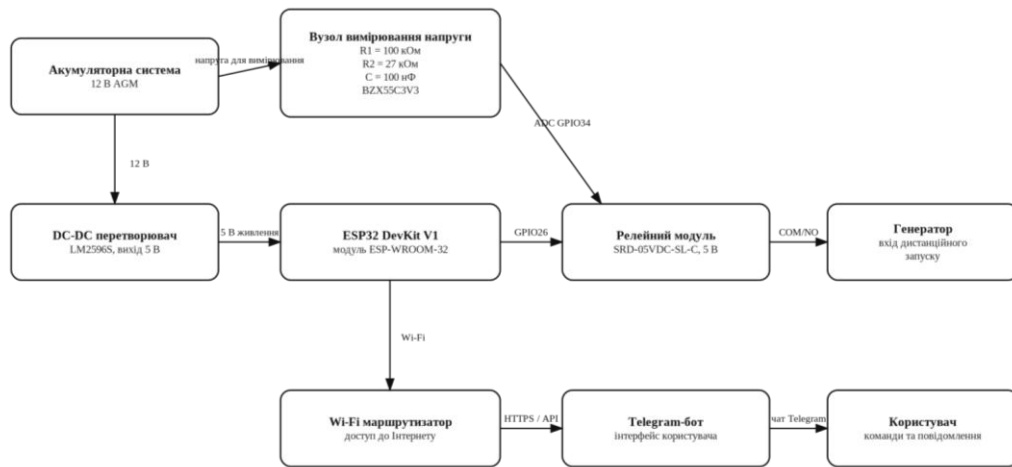 Вузол вимірювання напруги
R1 = 100 кОм
R2 = 27 кОм
C = 100 нФ
BZX55C3V3
Акумуляторна система
12 В AGM
напруга для вимірювання
ADC GPIO34
12 В
DC-DC перетворювач
LM2596S, вихід 5 В
5 В живлення
ESP32 DevKit V1
модуль ESP-WROOM-32
GPIO26
Релейний модуль
SRD-05VDC-SL-C, 5 В
COM/NO
Генератор
вхід дистанційного
запуску
Wi-Fi
Wi-Fi маршрутизатор
доступ до Інтернету
HTTPS / API
Telegram-бот
інтерфейс користувача
чат Telegram
Користувач
команди та повідомлення